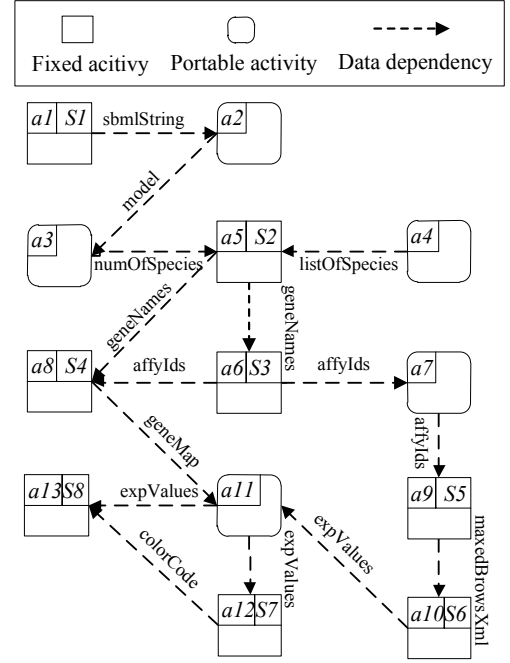 Fixed acitivy Portable activity Data dependency
a1 S1 sbmlString a2
model
a3 numOfSpecies a5 S2 listOfSpecies a4
geneNames geneNames
a8 S4 affyIds a6 S3 affyIds a7
geneMap affyIds
a13 S8 expValues a11 expValues a9 S5
colorCode expValues maxedBrowsXml
a12 S7 a10 S6